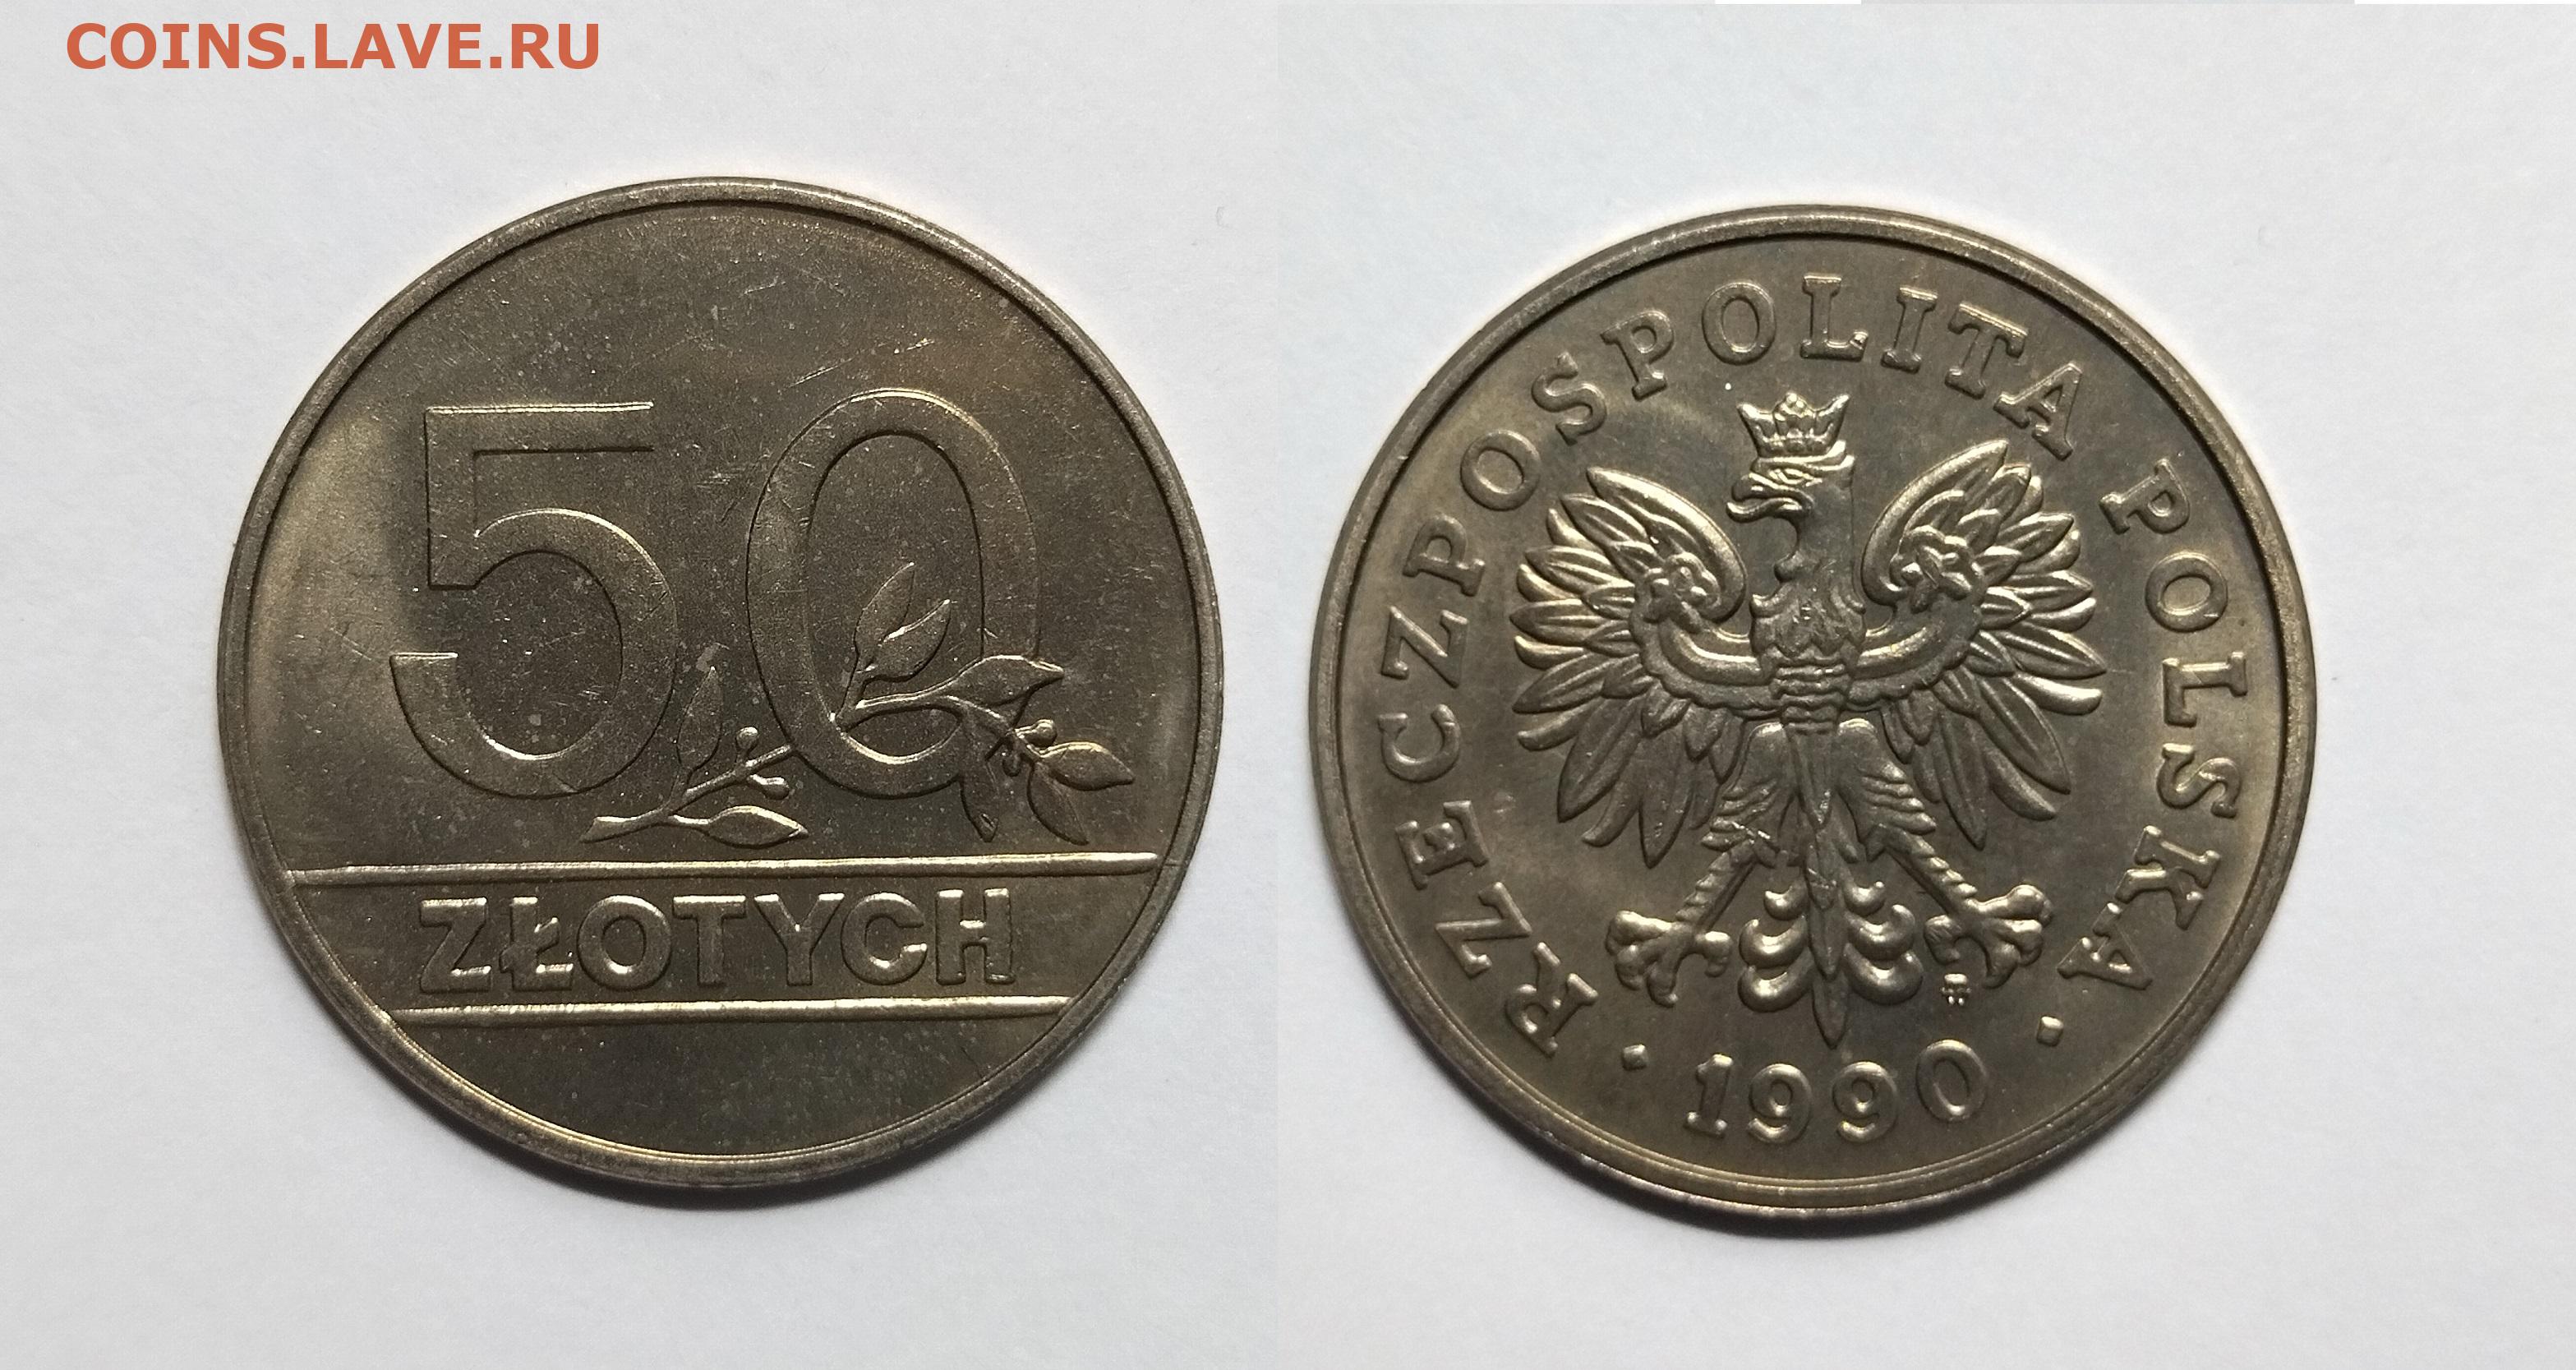 COINS.LAVE.RU
50
ZŁOTYCH
RZECZPOSPOLITA POLSKA
· 1990 ·